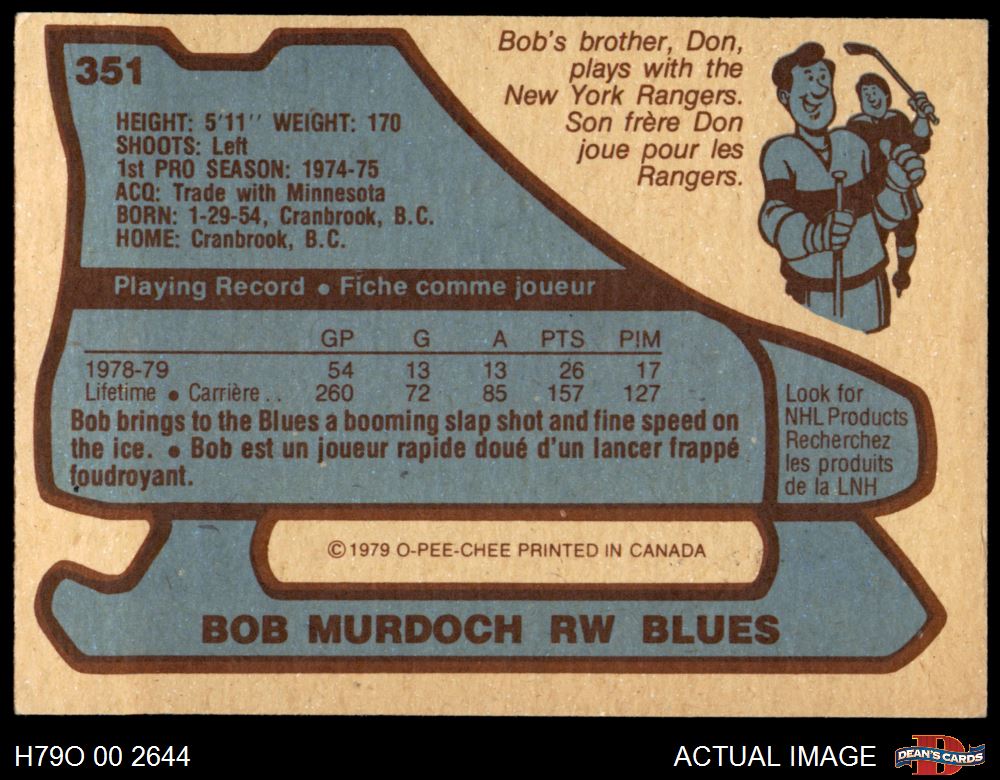 351
HEIGHT: 5'11'' WEIGHT: 170
SHOOTS: Left
1st PRO SEASON: 1974-75
ACQ: Trade with Minnesota
BORN: 1-29-54, Cranbrook, B.C.
HOME: Cranbrook, B.C.
Bob's brother, Don,
plays with the
New York Rangers.
Son frère Don
joue pour les
Rangers.
Playing Record • Fiche comme joueur
GP G A PTS PIM
1978-79 54 13 13 26 17
Lifetime • Carrière . . 260 72 85 157 127
Bob brings to the Blues a booming slap shot and fine speed on
the ice. • Bob est un joueur rapide doué d'un lancer frappé
foudroyant.
Look for
NHL Products
Recherchez
les produits
de la LNH
©1979 O-PEE-CHEE PRINTED IN CANADA
BOB MURDOCH RW BLUES
H79O 00 2644
ACTUAL IMAGE
D
DEAN'S CARDS